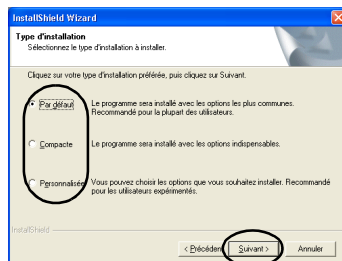 InstallShield Wizard
Type d'installation
Sélectionnez le type d'installation à installer.
Cliquez sur votre type d'installation préférée, puis cliquez sur Suivant.
Par défaut
Le programme sera installé avec les options les plus communes.
Recommandé pour la plupart des utilisateurs.
Compacte
Le programme sera installé avec les options indispensables.
Personnalisée
Vous pouvez choisir les options que vous souhaitez installer. Recommandé
pour les utilisateurs expérimentés.
InstallShield
< Précédent Suivant > Annuler